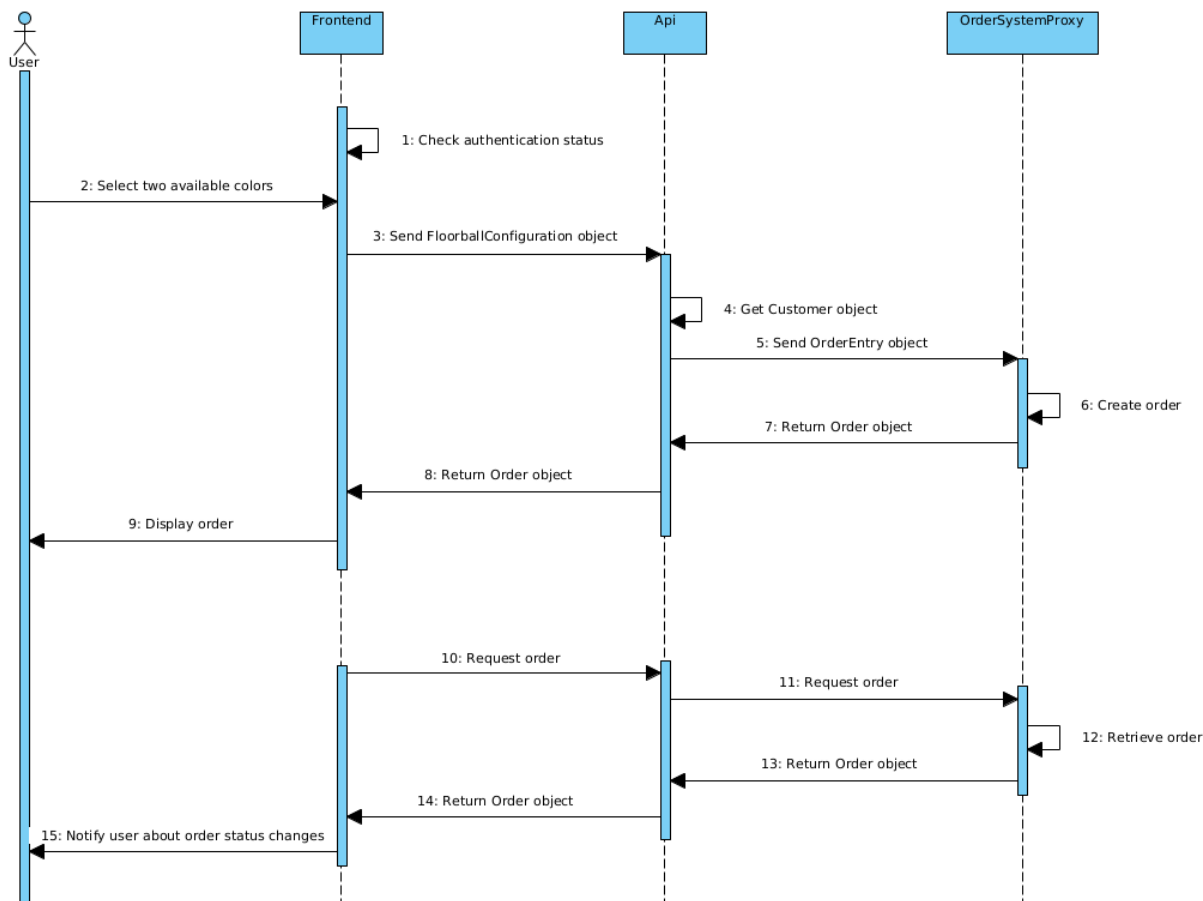 Frontend
Api
OrderSystemProxy
User
1: Check authentication status
2: Select two available colors
3: Send FloorballConfiguration object
4: Get Customer object
5: Send OrderEntry object
6: Create order
7: Return Order object
8: Return Order object
9: Display order
10: Request order
11: Request order
12: Retrieve order
13: Return Order object
14: Return Order object
15: Notify user about order status changes